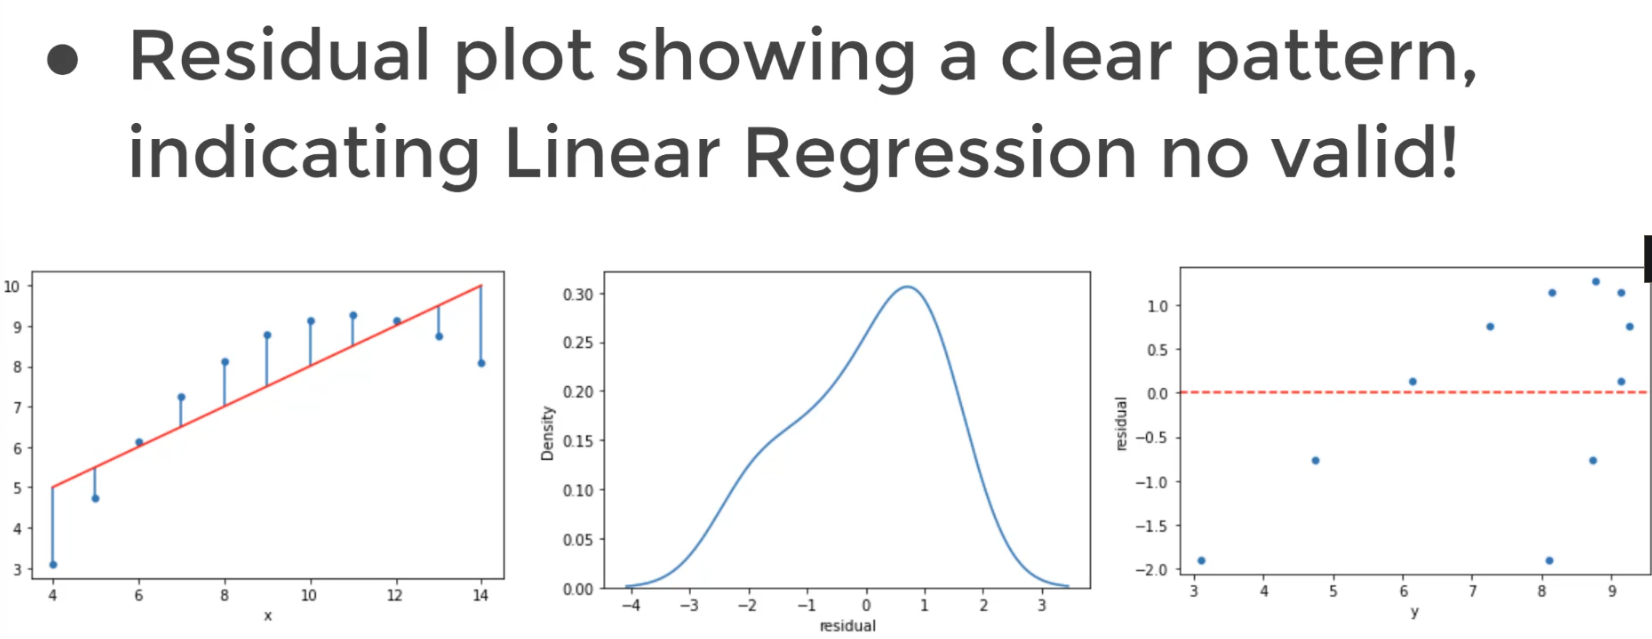 ● Residual plot showing a clear pattern,
indicating Linear Regression no valid!
10
9
8
7
6
5
4
3
4 6 8 10 12 14
x
Density
0.30
0.25
0.20
0.15
0.10
0.05
0.00
−4 −3 −2 −1 0 1 2 3
residual
residual
1.0
0.5
0.0
−0.5
−1.0
−1.5
−2.0
3 4 5 6 7 8 9
y